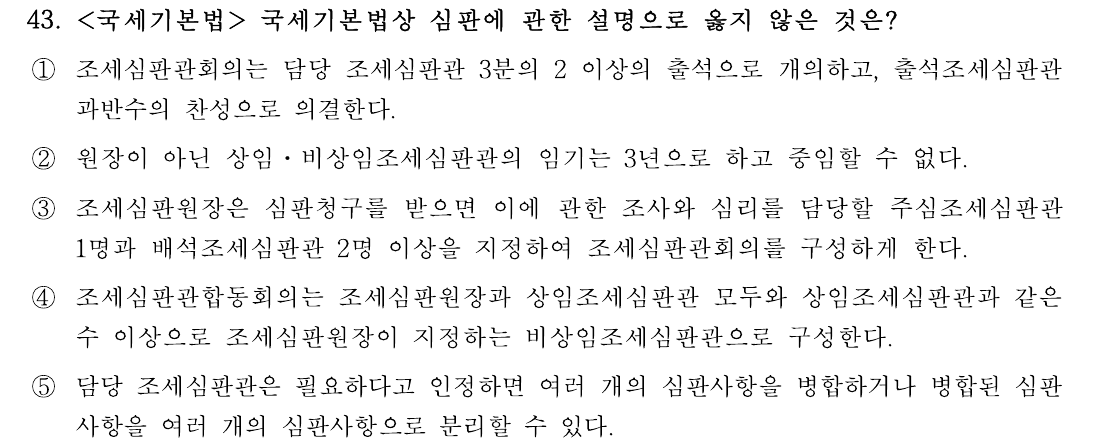 43. <국세기본법> 국세기본법상 심판에 관한 설명으로 옳지 않은 것은?
① 조세심판관회의는 담당 조세심판관 3분의 2 이상의 출석으로 개의하고, 출석조세심판관
과반수의 찬성으로 의결한다.
② 원장이 아닌 상임·비상임조세심판관의 임기는 3년으로 하고 중임할 수 없다.
③ 조세심판원장은 심판청구를 받으면 이에 관한 조사와 심리를 담당할 주심조세심판관
1명과 배석조세심판관 2명 이상을 지정하여 조세심판관회의를 구성하게 한다.
④ 조세심판관합동회의는 조세심판원장과 상임조세심판관 모두와 상임조세심판관과 같은
수 이상으로 조세심판원장이 지정하는 비상임조세심판관으로 구성한다.
⑤ 담당 조세심판관은 필요하다고 인정하면 여러 개의 심판사항을 병합하거나 병합된 심판
사항을 여러 개의 심판사항으로 분리할 수 있다.